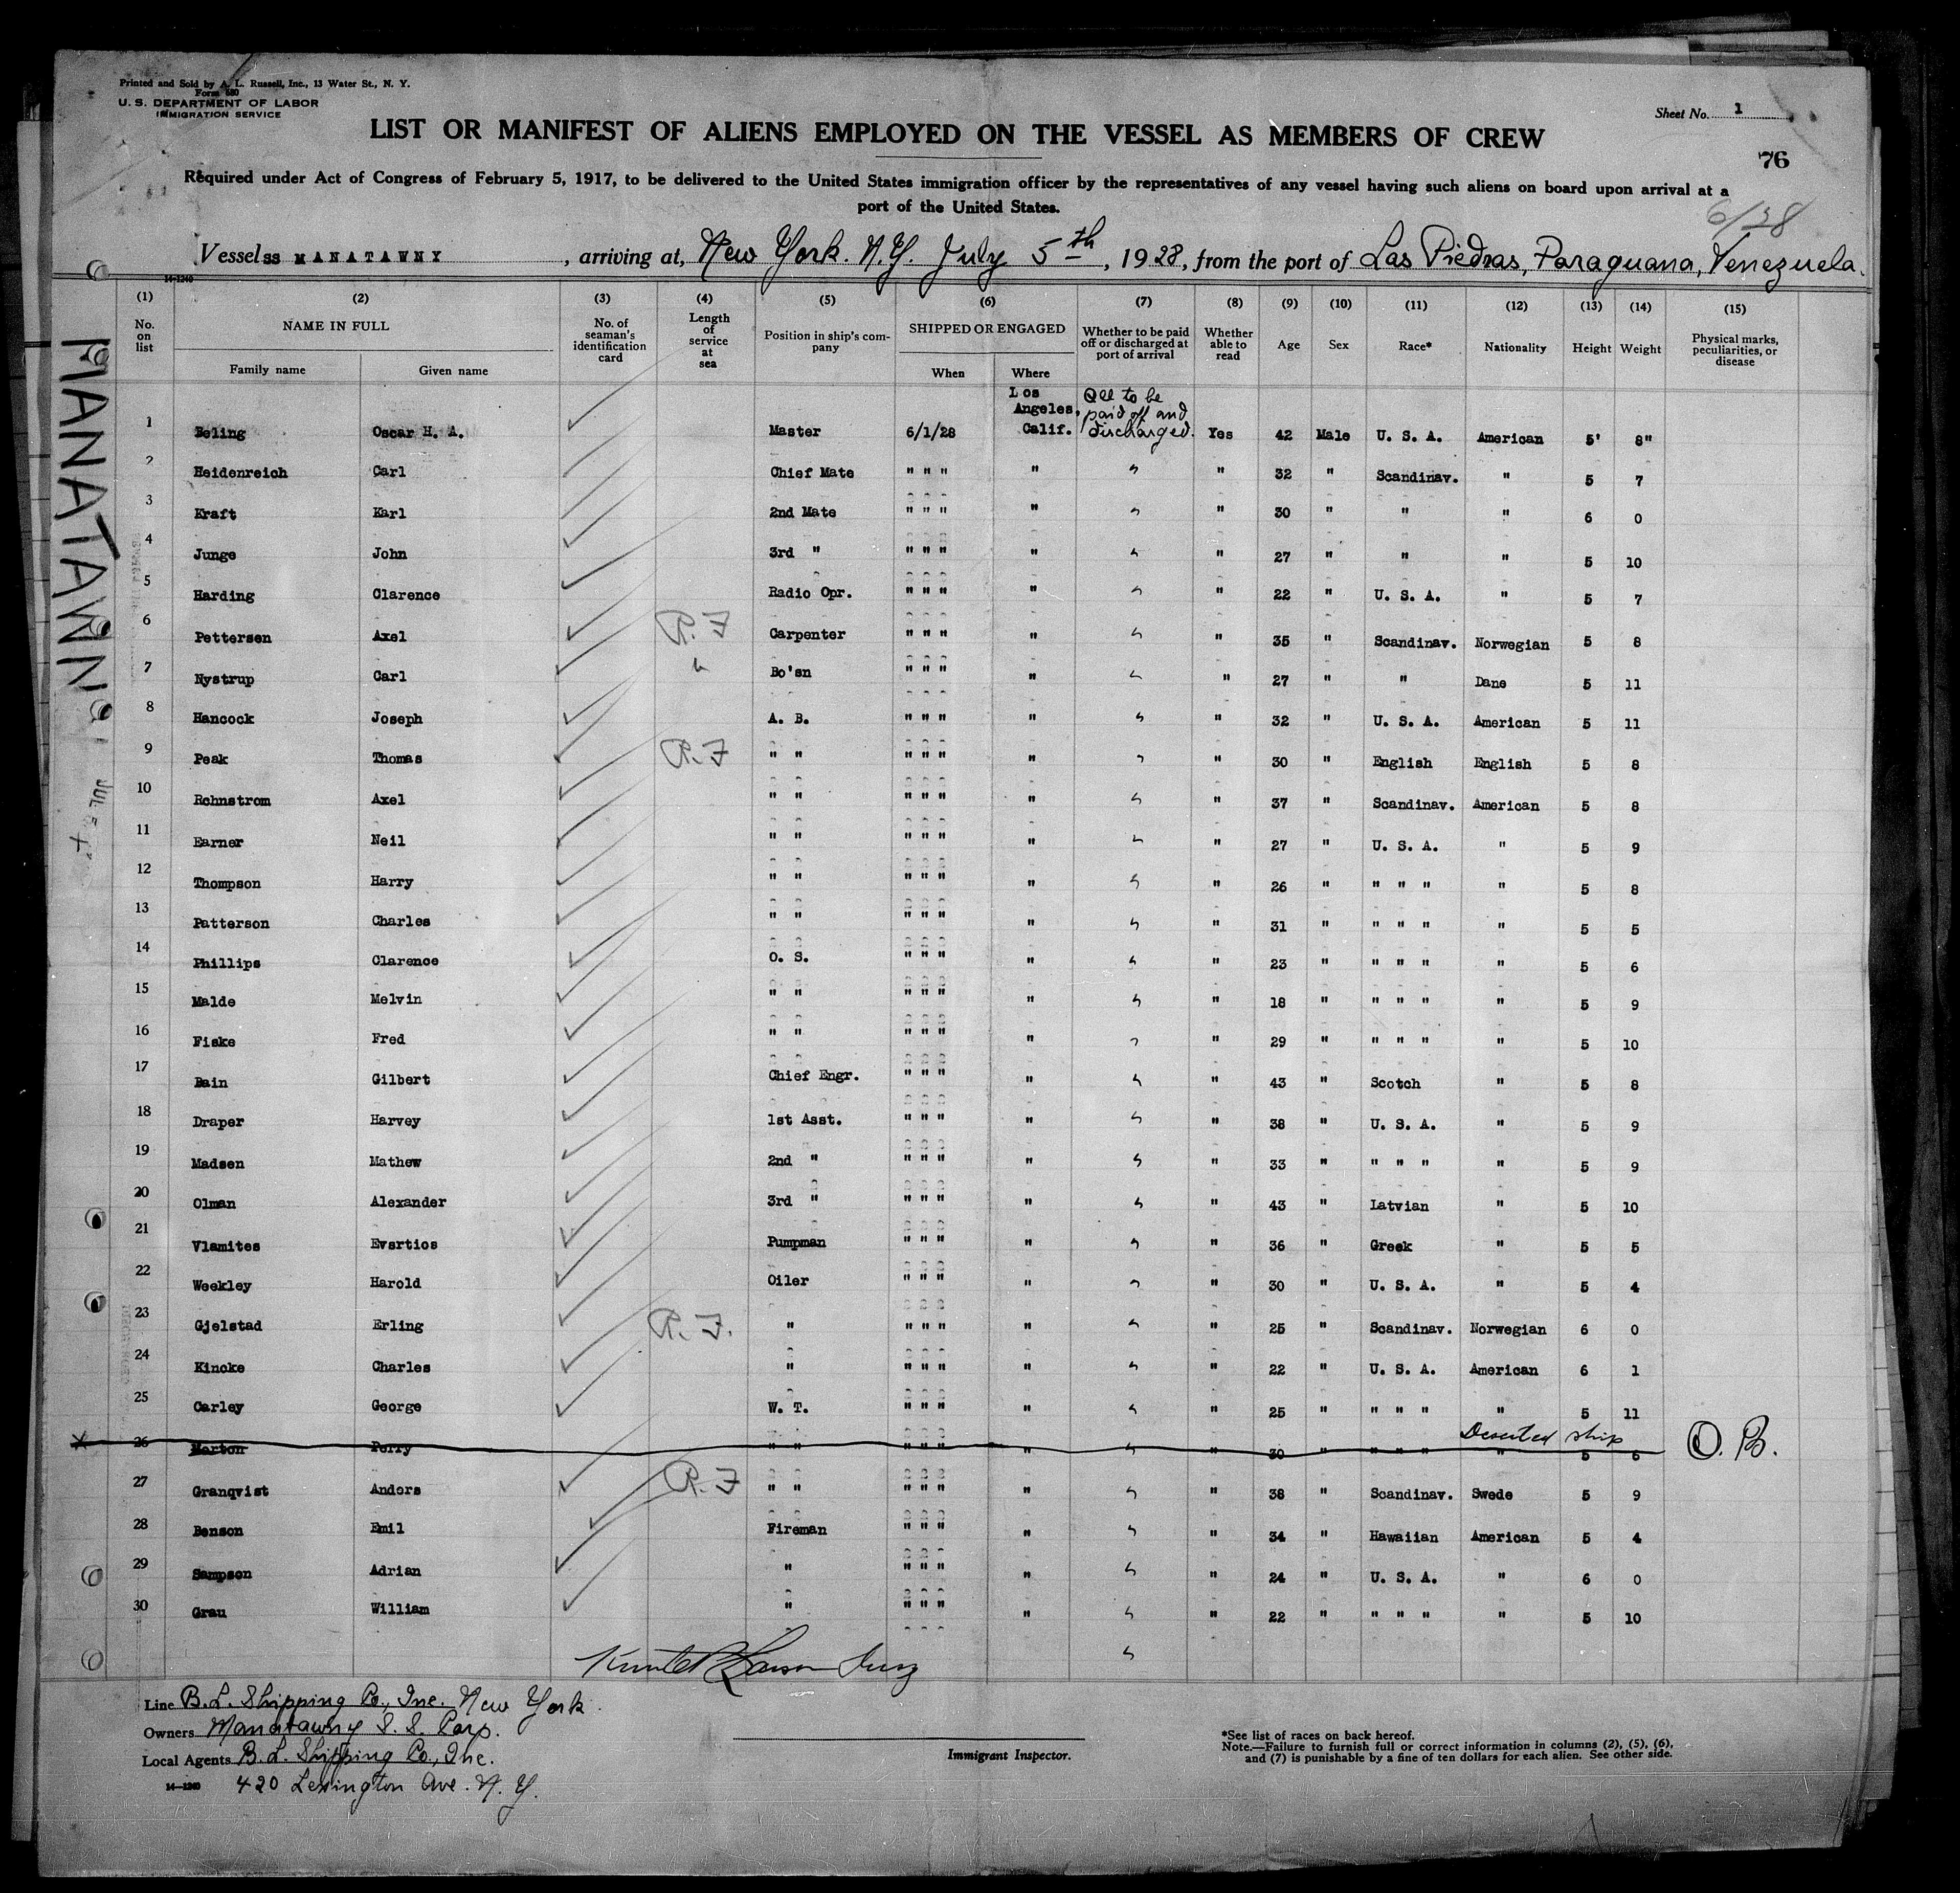 Printed and Sold by A. L. Russell, Inc., 13 Water St., N. Y.
Form 680
U. S. DEPARTMENT OF LABOR
IMMIGRATION SERVICE
Sheet No. 1
LIST OR MANIFEST OF ALIENS EMPLOYED ON THE VESSEL AS MEMBERS OF CREW
76
Required under Act of Congress of February 5, 1917, to be delivered to the United States immigration officer by the representatives of any vessel having such aliens on board upon arrival at a
port of the United States.
6/38
Vessel SS MANATAWNY, arriving at, New York. N.Y. July 5th, 1928, from the port of Las Piedras, Paraguana, Venezuela.
14-1240
MANATAWNY
JUL 5
(1) (2) (3) (4) (5) (6) (7) (8) (9) (10) (11) (12) (13) (14) (15)
No. on list NAME IN FULL Family name Given name No. of seaman's identification card Length of service at sea Position in ship's company SHIPPED OR ENGAGED When Where Whether to be paid off or discharged at port of arrival Whether able to read Age Sex Race* Nationality Height Weight Physical marks, peculiarities, or disease
1 Beling Oscar H. A. Master 6/1/28 Los Angeles, Calif. All to be paid off and discharged. Yes 42 Male U. S. A. American 5' 8"
2 Heidenreich Carl Chief Mate " " " " " " 32 " Scandinav. " 5 7
3 Kraft Karl 2nd Mate " " " " " " 30 " " " 6 0
4 Junge John 3rd " " " " " " " 27 " " " 5 10
5 Harding Clarence Radio Opr. " " " " " " 22 " U. S. A. " 5 7
6 Pettersen Axel R.F Carpenter " " " " " " 35 " Scandinav. Norwegian 5 8
7 Nystrup Carl " Bo'sn " " " " " " 27 " " Dane 5 11
8 Hancock Joseph A. B. " " " " " " 32 " U. S. A. American 5 11
9 Peak Thomas R.F " " " " " " " " 30 " English English 5 8
10 Rohnstrom Axel " " " " " " " " 37 " Scandinav. American 5 8
11 Earner Neil " " " " " " " " 27 " U. S. A. " 5 9
12 Thompson Harry " " " " " " " " 26 " " " " " 5 8
13 Patterson Charles " " " " " " " " 31 " " " " " 5 5
14 Phillips Clarence O. S. " " " " " " 23 " " " " " 5 6
15 Malde Melvin " " " " " " " " 18 " " " " " 5 9
16 Fiske Fred " " " " " " " " 29 " " " " " 5 10
17 Bain Gilbert Chief Engr. " " " " " " 43 " Scotch " 5 8
18 Draper Harvey 1st Asst. " " " " " " 38 " U. S. A. " 5 9
19 Madsen Mathew 2nd " " " " " " " 33 " " " " " 5 9
20 Olman Alexander 3rd " " " " " " " 43 " Latvian " 5 10
21 Vlamites Evsrtios Pumpman " " " " " " 36 " Greek " 5 5
22 Weekley Harold Oiler " " " " " " 30 " U. S. A. " 5 4
23 Gjelstad Erling R.F. " " " " " " " 25 " Scandinav. Norwegian 6 0
24 Kincke Charles " " " " " " " 22 " U. S. A. American 6 1
25 Carley George W. T. " " " " " " 25 " " " " " 5 11
Deserted ship
x 26 Morton Perry " " " " " " " " 30 " " " " " 5 6 O. B.
27 Granqvist Andors R.F " " " " " " " " 38 " Scandinav. Swede 5 9
28 Benson Emil Fireman " " " " " " 34 " Hawaiian American 5 4
29 Sampson Adrian " " " " " " " 24 " U. S. A. " 6 0
30 Grau William " " " " " " " 22 " " " " " 5 10
Line B.L. Shipping Co., Inc. New York
Owners Manatawny S. S. Corp.
Local Agents B.L. Shipping Co., Inc.
14-1240 420 Lexington Ave. N.Y.
Immigrant Inspector.
*See list of races on back hereof.
Note.—Failure to furnish full or correct information in columns (2), (5), (6),
and (7) is punishable by a fine of ten dollars for each alien. See other side.